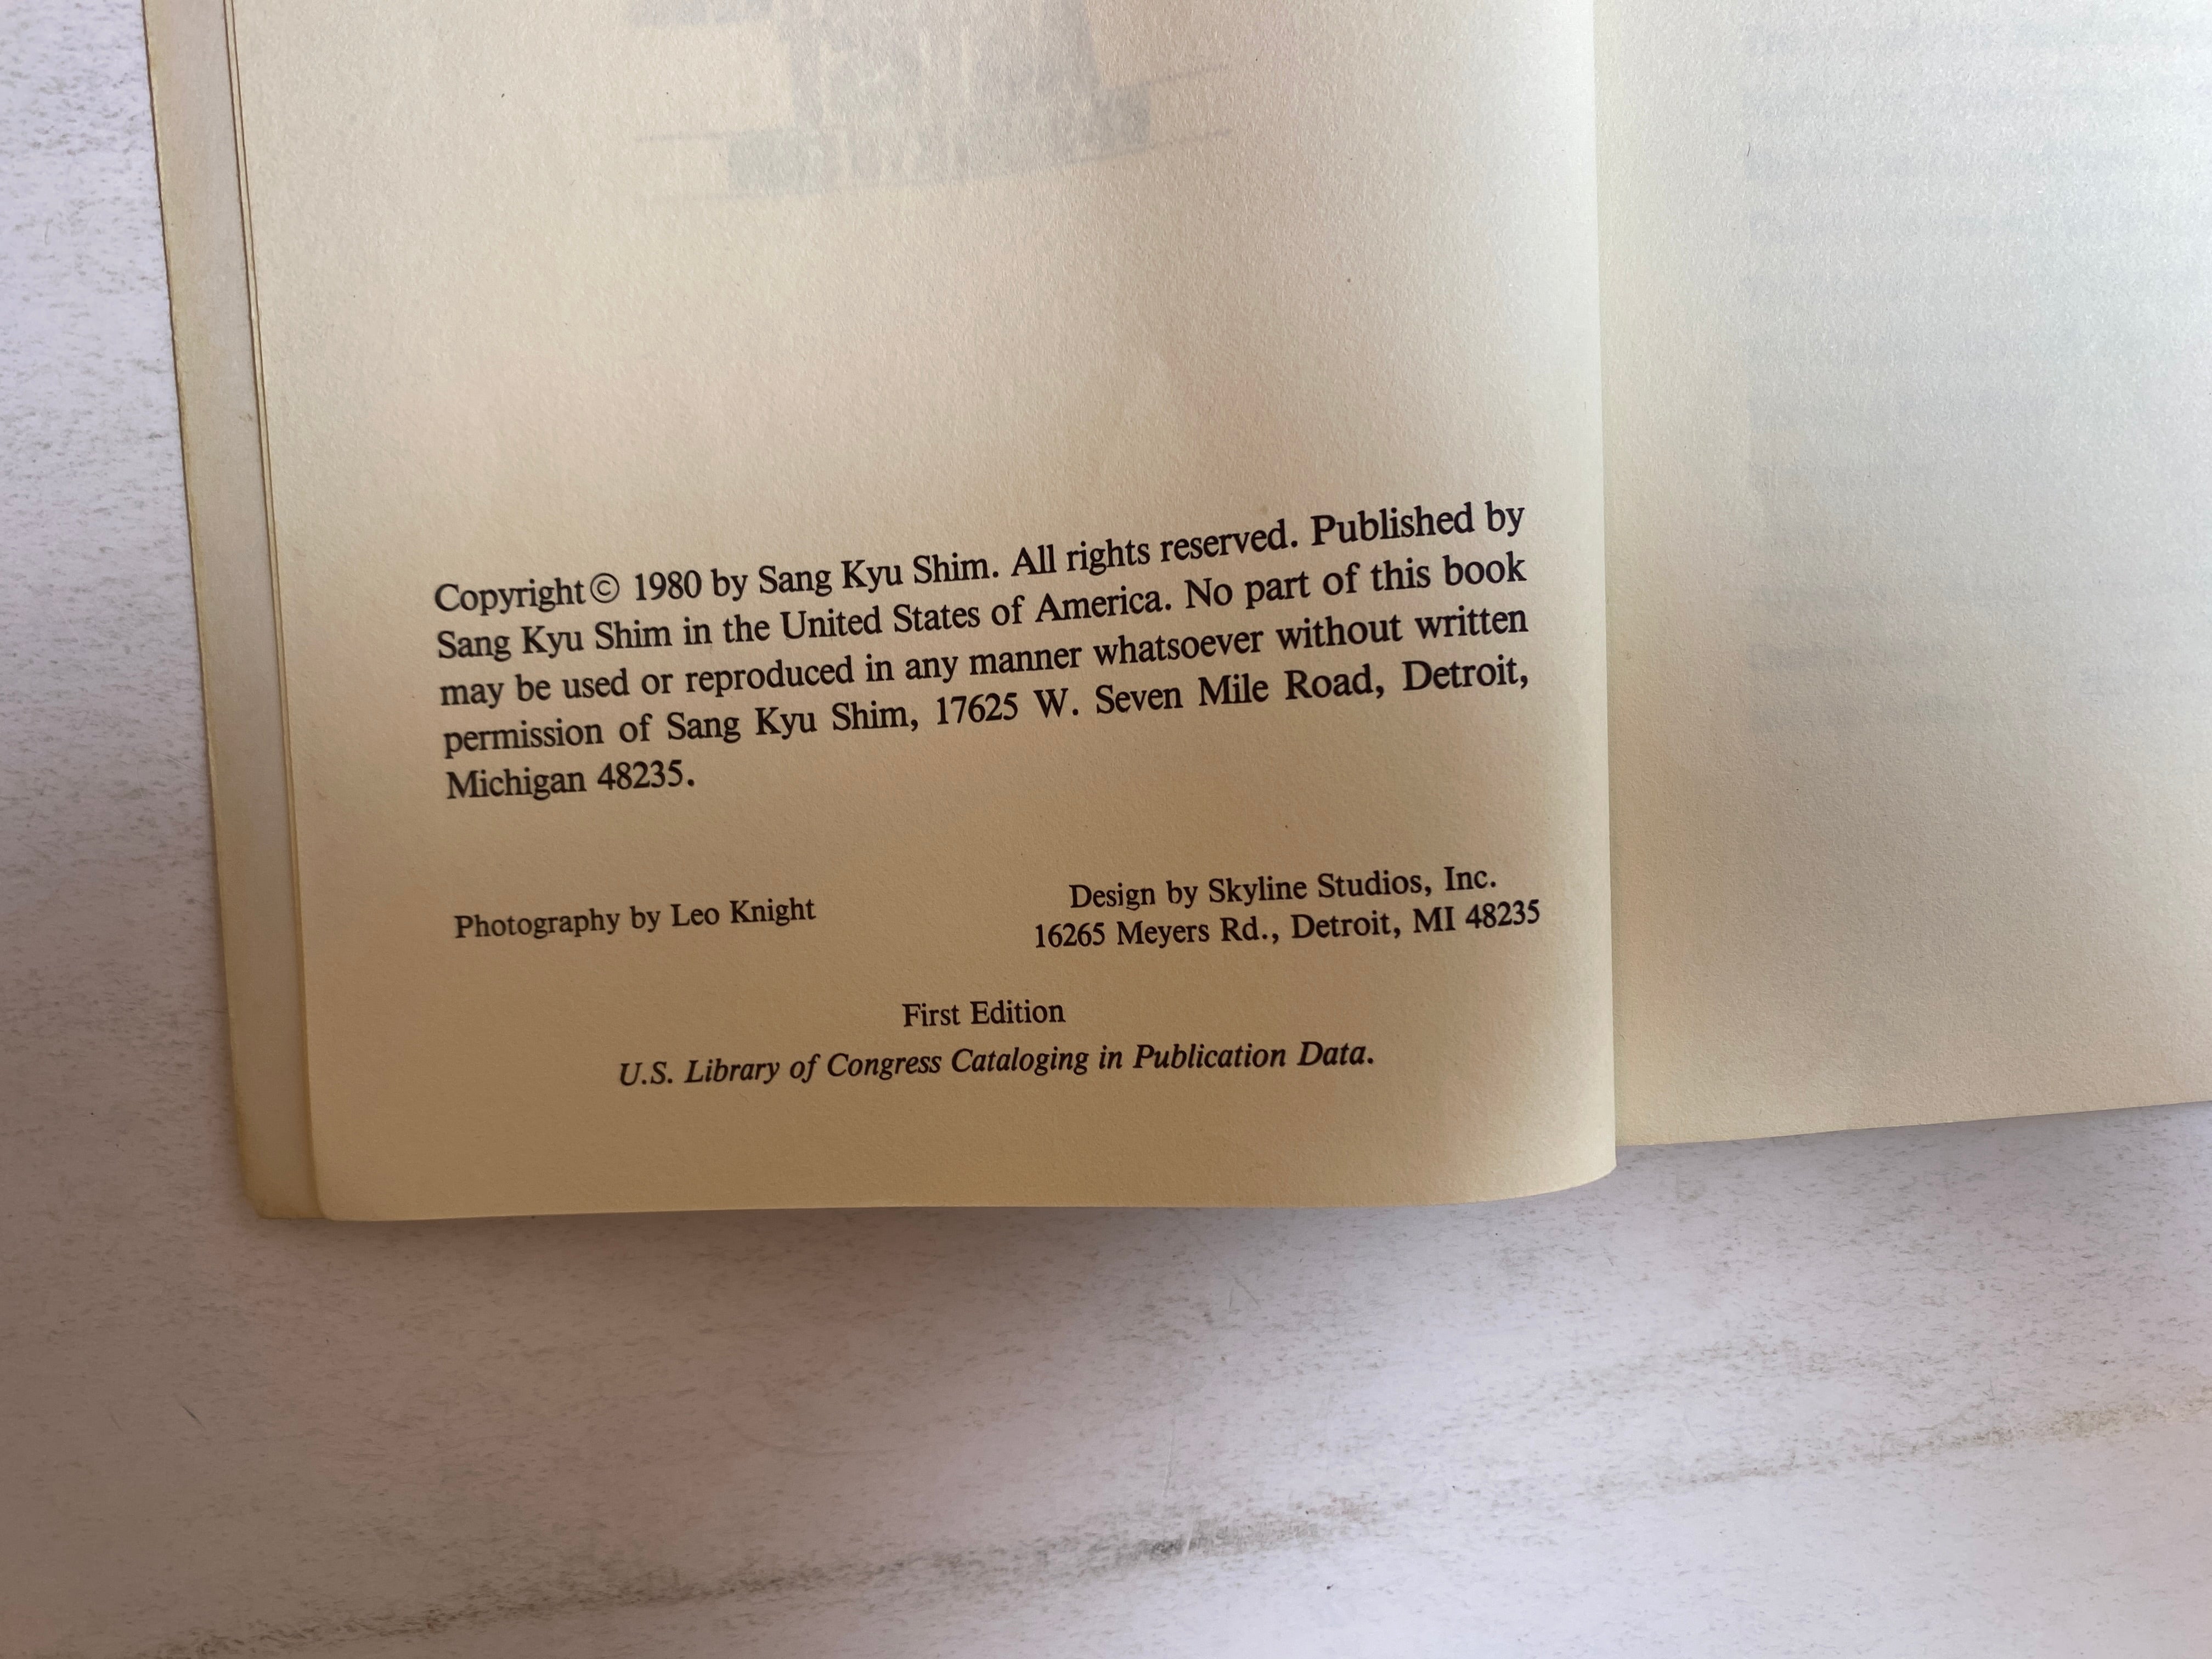 Copyright© 1980 by Sang Kyu Shim. All rights reserved. Published by
Sang Kyu Shim in the United States of America. No part of this book
may be used or reproduced in any manner whatsoever without written
permission of Sang Kyu Shim, 17625 W. Seven Mile Road, Detroit,
Michigan 48235.
Photography by Leo Knight
Design by Skyline Studios, Inc.
16265 Meyers Rd., Detroit, MI 48235
First Edition
U.S. Library of Congress Cataloging in Publication Data.